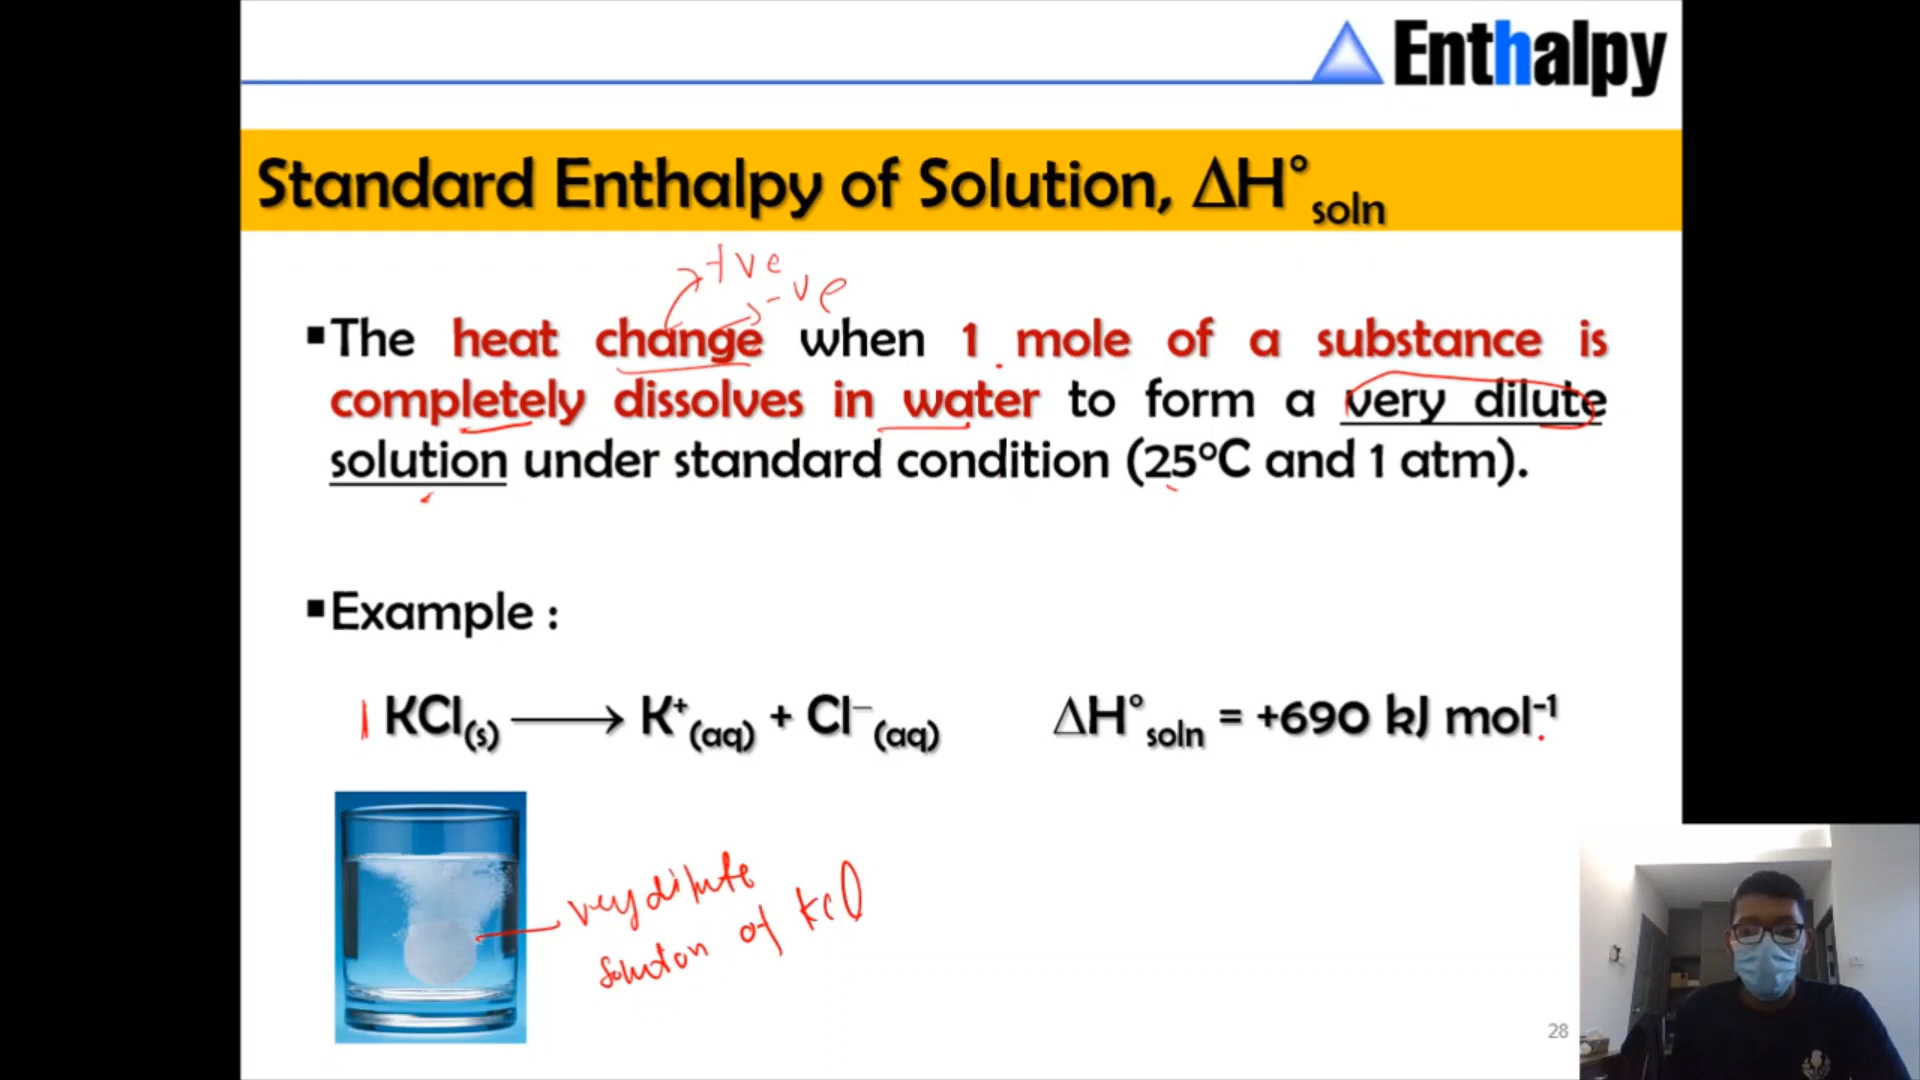 Enthalpy
Standard Enthalpy of Solution, ΔH°soln
+ve
-ve
▪The heat change when 1 mole of a substance is
completely dissolves in water to form a very dilute
solution under standard condition (25°C and 1 atm).
▪Example :
1 KCl(s) ⟶ K⁺(aq) + Cl⁻(aq) ΔH°soln = +690 kJ mol⁻¹
very dilute
soluton of KCl
28